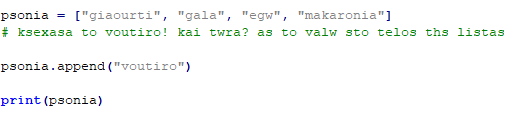 psonia = ["giaourti", "gala", "egw", "makaronia"]
# ksexasa to voutiro! kai twra? as to valw sto telos ths listas
psonia.append("voutiro")
print(psonia)